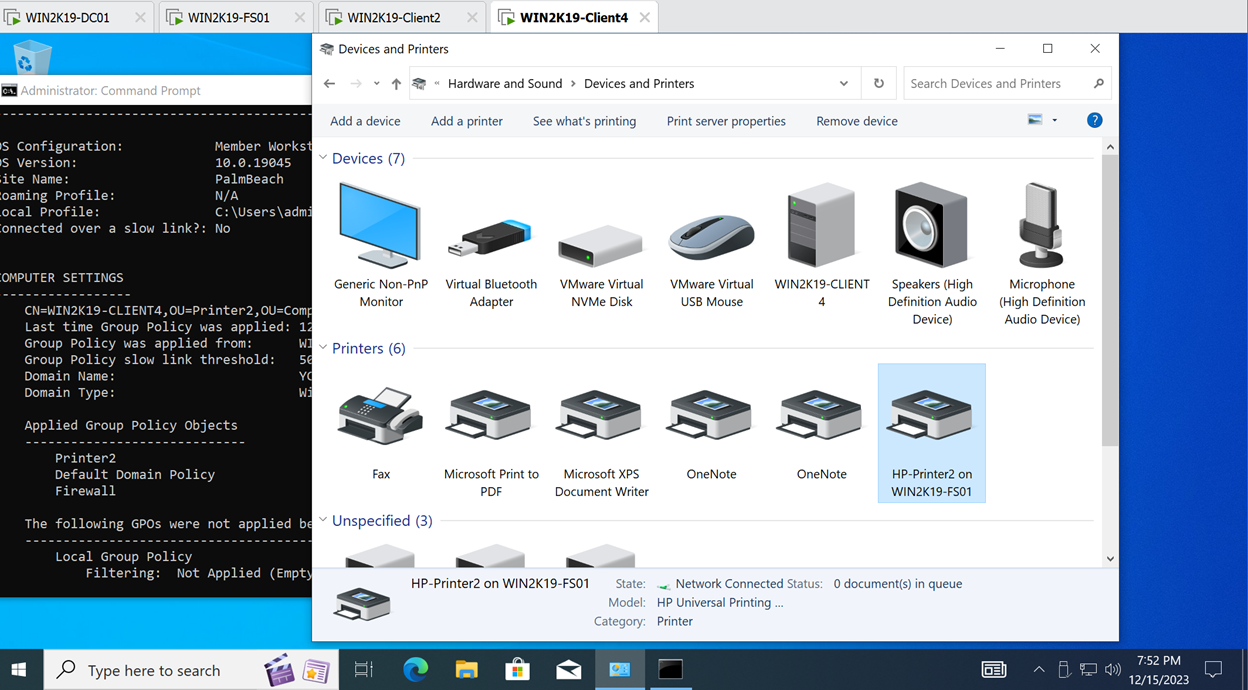 WIN2K19-DC01
WIN2K19-FS01
WIN2K19-Client2
WIN2K19-Client4
Administrator: Command Prompt
OS Configuration: Member Workst
OS Version: 10.0.19045
Site Name: PalmBeach
Roaming Profile: N/A
Local Profile: C:\Users\admi
Connected over a slow link?: No
COMPUTER SETTINGS
CN=WIN2K19-CLIENT4,OU=Printer2,OU=Comp
Last time Group Policy was applied: 12
Group Policy was applied from: WI
Group Policy slow link threshold: 50
Domain Name: YO
Domain Type: Wi
Applied Group Policy Objects
Printer2
Default Domain Policy
Firewall
The following GPOs were not applied be
Local Group Policy
Filtering: Not Applied (Empty
Devices and Printers
Hardware and Sound > Devices and Printers
Search Devices and Printers
Add a device
Add a printer
See what's printing
Print server properties
Remove device
?
Devices (7)
Generic Non-PnP
Monitor
Virtual Bluetooth
Adapter
VMware Virtual
NVMe Disk
VMware Virtual
USB Mouse
WIN2K19-CLIENT
4
Speakers (High
Definition Audio
Device)
Microphone
(High Definition
Audio Device)
Printers (6)
Fax
Microsoft Print to
PDF
Microsoft XPS
Document Writer
OneNote
OneNote
HP-Printer2 on
WIN2K19-FS01
Unspecified (3)
HP-Printer2 on WIN2K19-FS01
State: Network Connected
Status: 0 document(s) in queue
Model: HP Universal Printing ...
Category: Printer
Type here to search
7:52 PM
12/15/2023